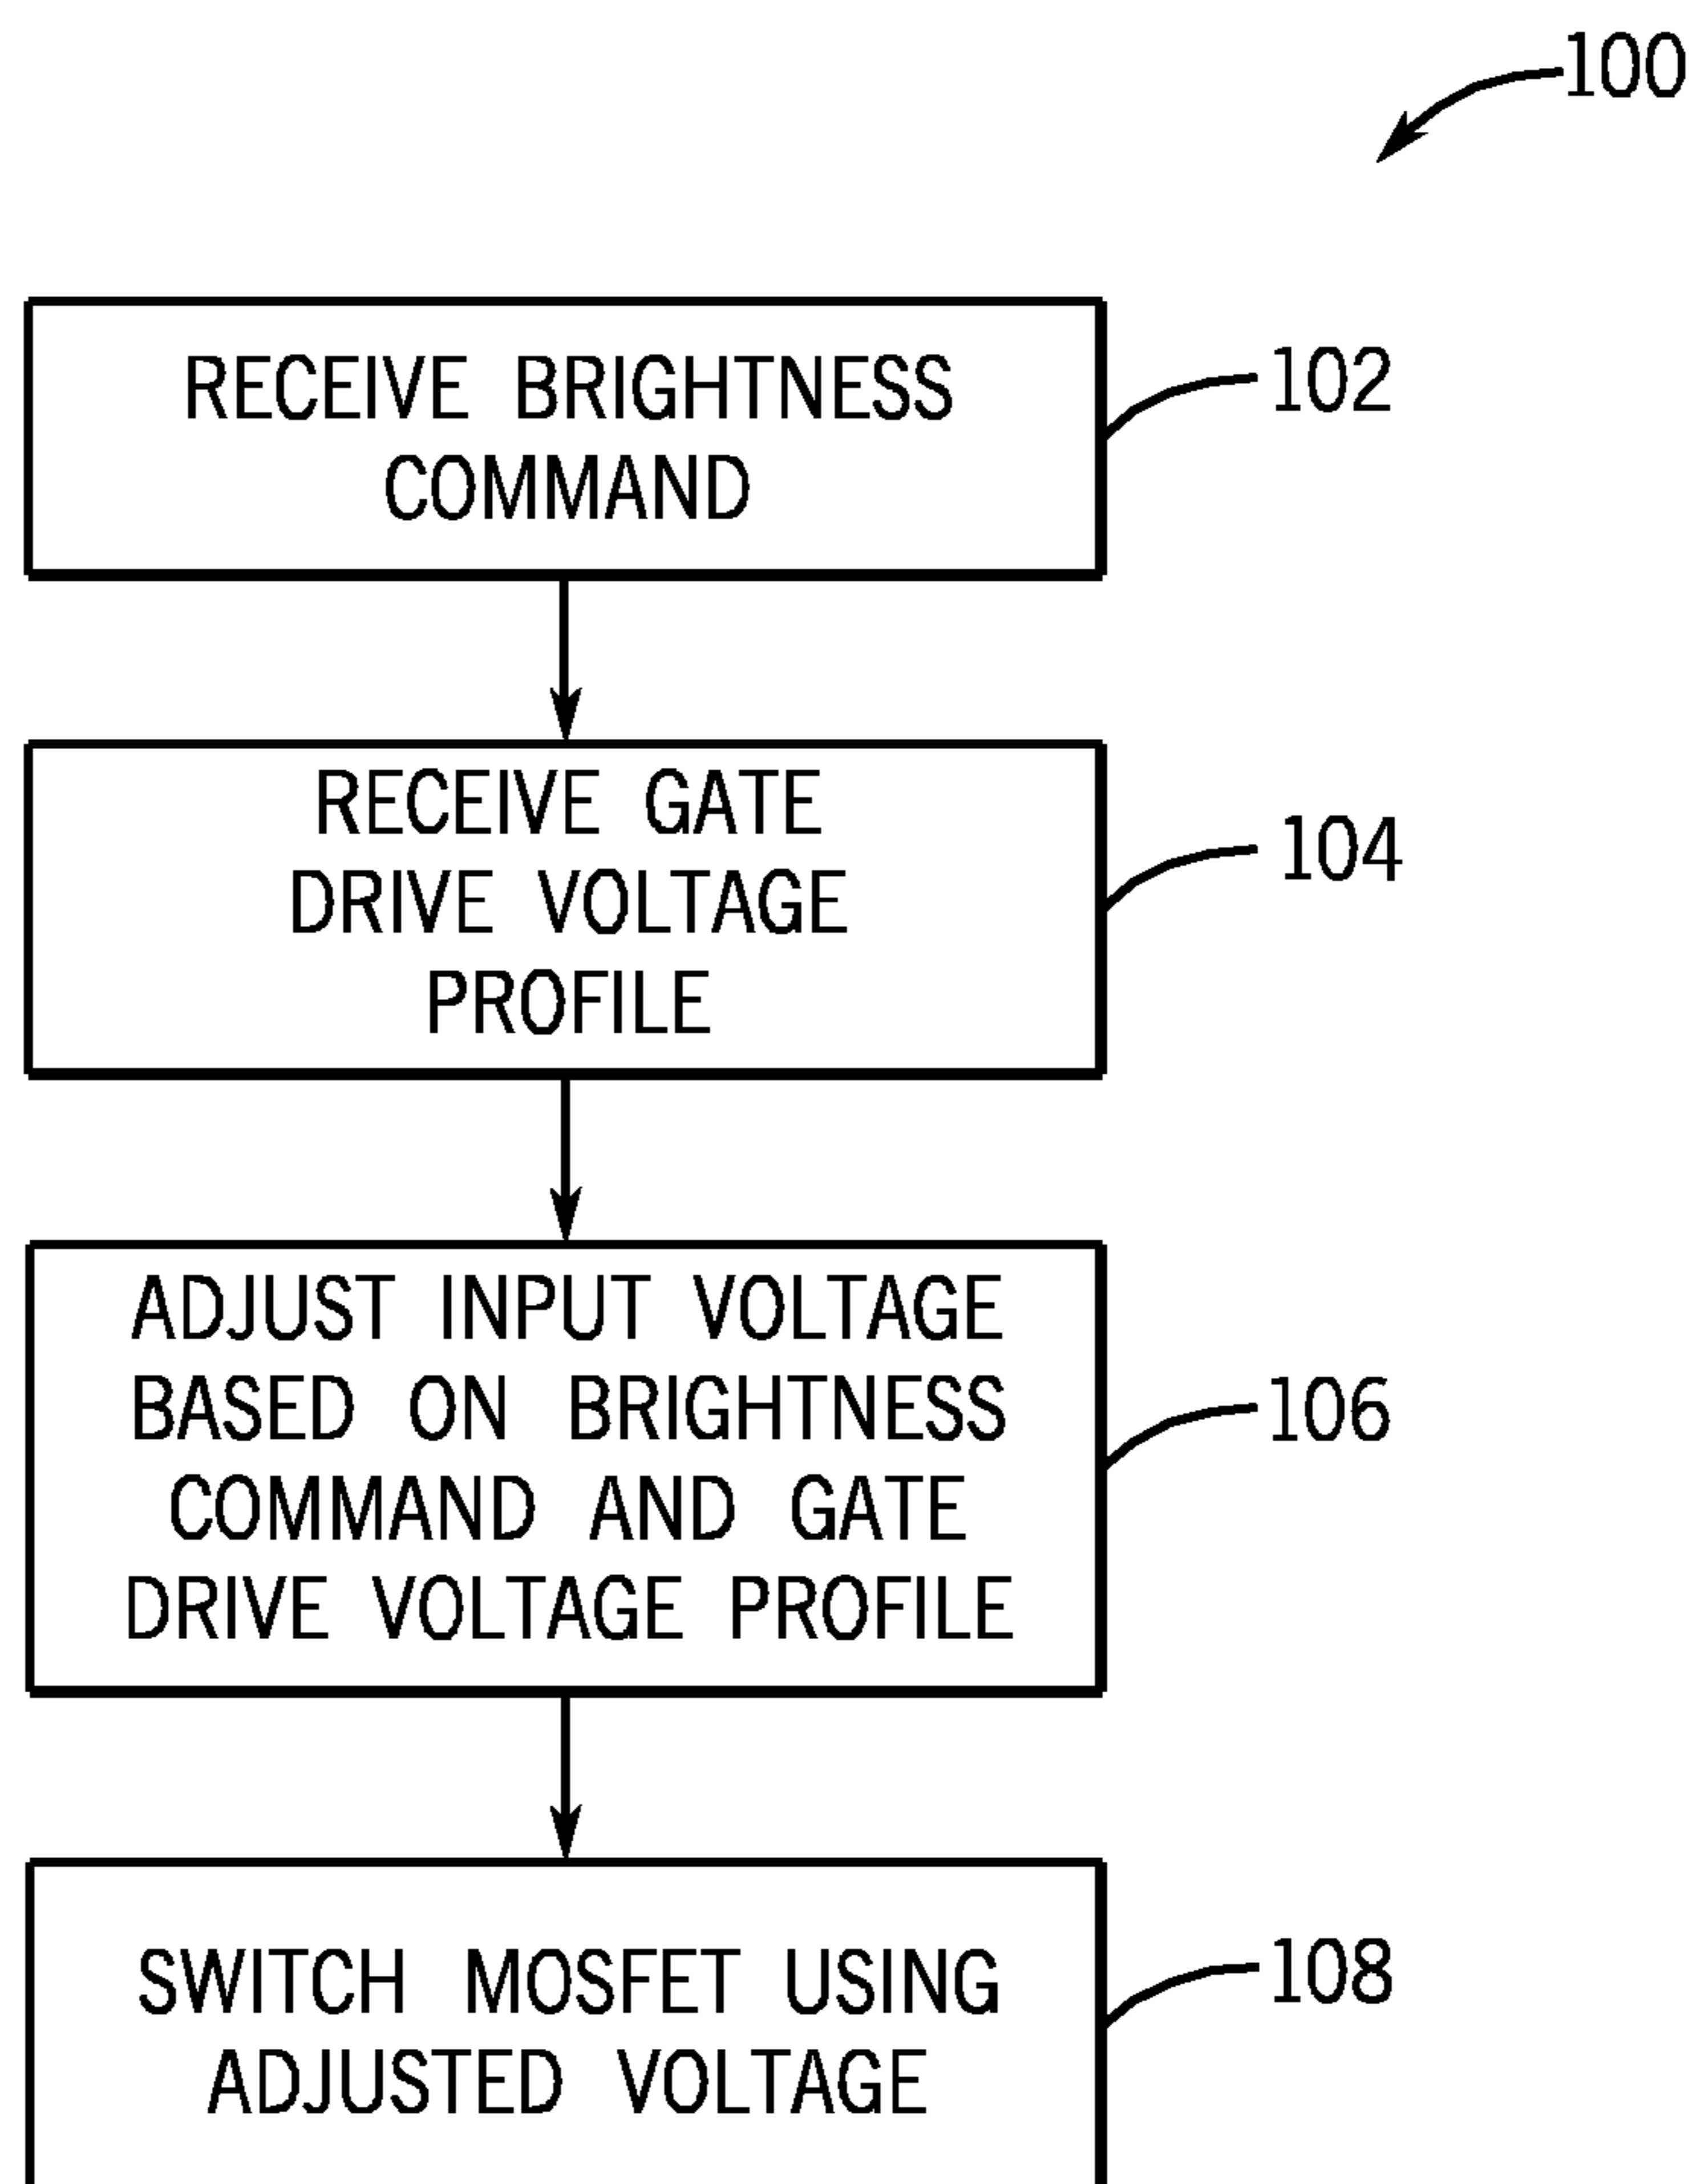 100
RECEIVE BRIGHTNESS
COMMAND
102
RECEIVE GATE
DRIVE VOLTAGE
PROFILE
104
ADJUST INPUT VOLTAGE
BASED ON BRIGHTNESS
COMMAND AND GATE
DRIVE VOLTAGE PROFILE
106
SWITCH MOSFET USING
ADJUSTED VOLTAGE
108